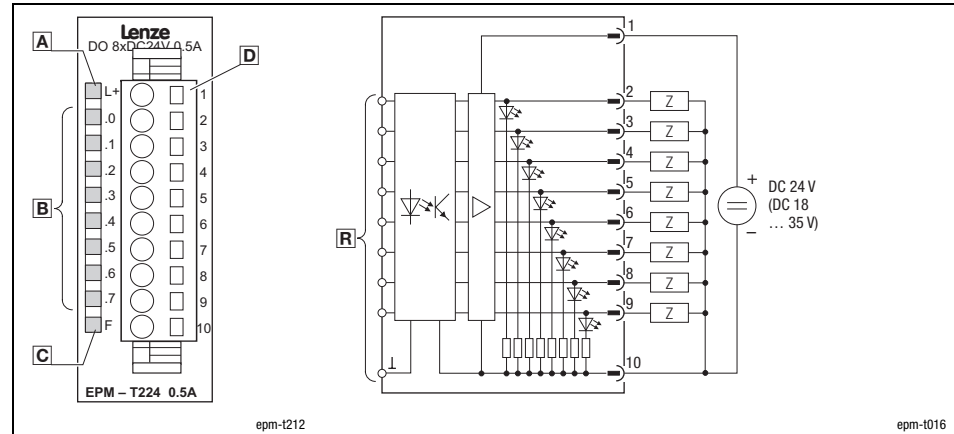 Lenze
DO 8xDC24V 0.5A
A
D
L+
1
.0
2
.1
3
.2
4
.3
5
B
.4
6
.5
7
.6
8
.7
9
F
10
C
EPM – T224 0.5A
epm-t212
1
2
Z
3
Z
4
Z
5
Z
+
DC 24 V
(DC 18
… 35 V)
–
6
Z
R
7
Z
8
Z
9
Z
⊥
10
epm-t016